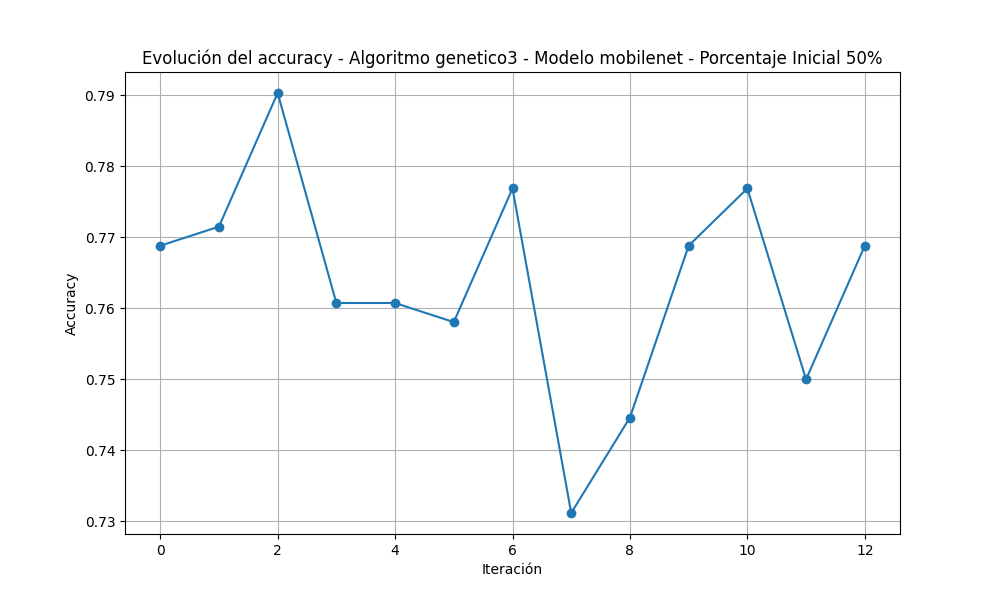 Evolución del accuracy - Algoritmo genetico3 - Modelo mobilenet - Porcentaje Inicial 50%
0.79
0.78
0.77
0.76
0.75
0.74
0.73
Accuracy
0 2 4 6 8 10 12
Iteración